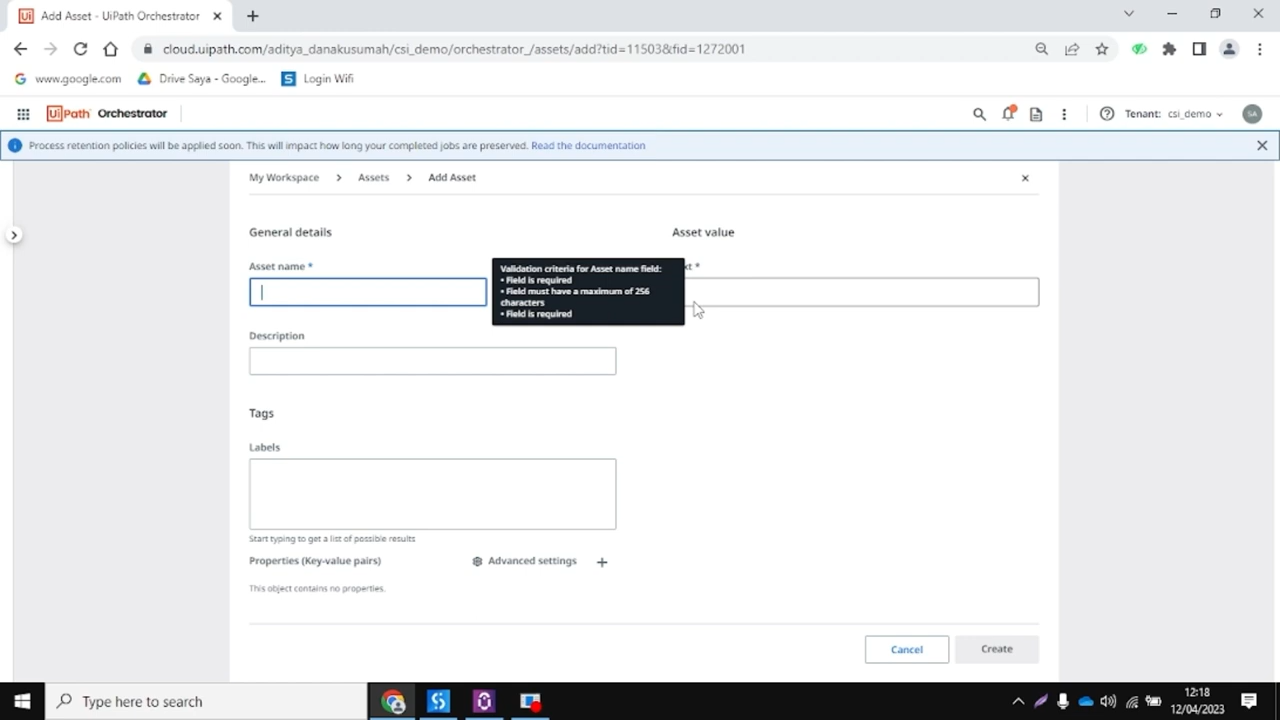 Add Asset - UiPath Orchestrator
cloud.uipath.com/aditya_danakusumah/csi_demo/orchestrator_/assets/add?tid=11503&fid=1272001
www.google.com
Drive Saya - Google...
S
Login Wifi
UiPath Orchestrator
Tenant: csi_demo
SA
Process retention policies will be applied soon. This will impact how long your completed jobs are preserved. Read the documentation
My Workspace > Assets > Add Asset
General details
Asset value
Asset name *
xt *
Validation criteria for Asset name field:
• Field is required
• Field must have a maximum of 256
characters
• Field is required
Description
Tags
Labels
Start typing to get a list of possible results
Properties (Key-value pairs)
Advanced settings
This object contains no properties.
Cancel
Create
Type here to search
12:18
12/04/2023